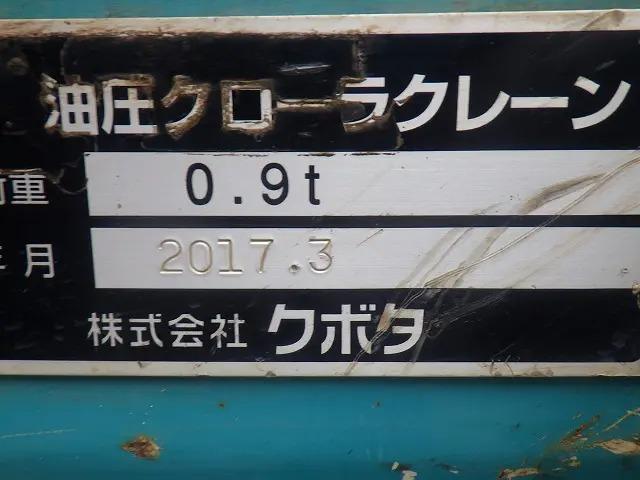 油圧クローラクレーン
荷重 0.9t
年月 2017.3
株式会社 クボタ